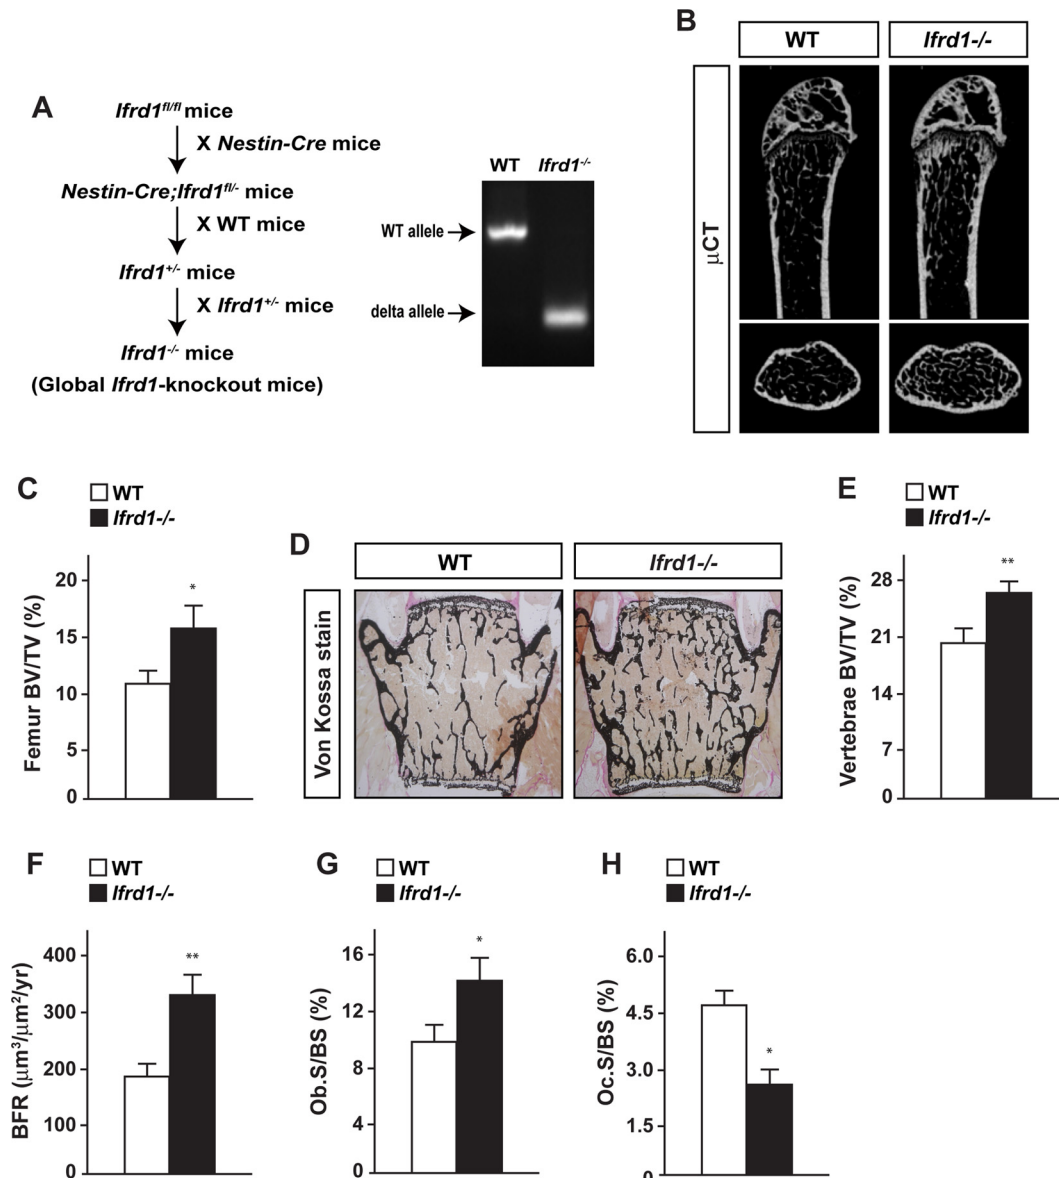 A
Ifrd1fl/fl mice
X Nestin-Cre mice
Nestin-Cre;Ifrd1fl/- mice
X WT mice
Ifrd1+/- mice
X Ifrd1+/- mice
Ifrd1-/- mice
(Global Ifrd1-knockout mice)
WT Ifrd1-/-
WT allele
delta allele
B
WT Ifrd1-/-
μCT
C
WT
Ifrd1-/-
Femur BV/TV (%)
20
*
15
10
5
0
D
WT Ifrd1-/-
Von Kossa stain
E
WT
Ifrd1-/-
Vertebrae BV/TV (%)
28
**
21
14
7
0
F
WT
Ifrd1-/-
BFR (μm3/μm2/yr)
400
**
300
200
100
0
G
WT
Ifrd1-/-
Ob.S/BS (%)
16
*
12
8
4
0
H
WT
Ifrd1-/-
Oc.S/BS (%)
6.0
4.5
*
3.0
1.5
0